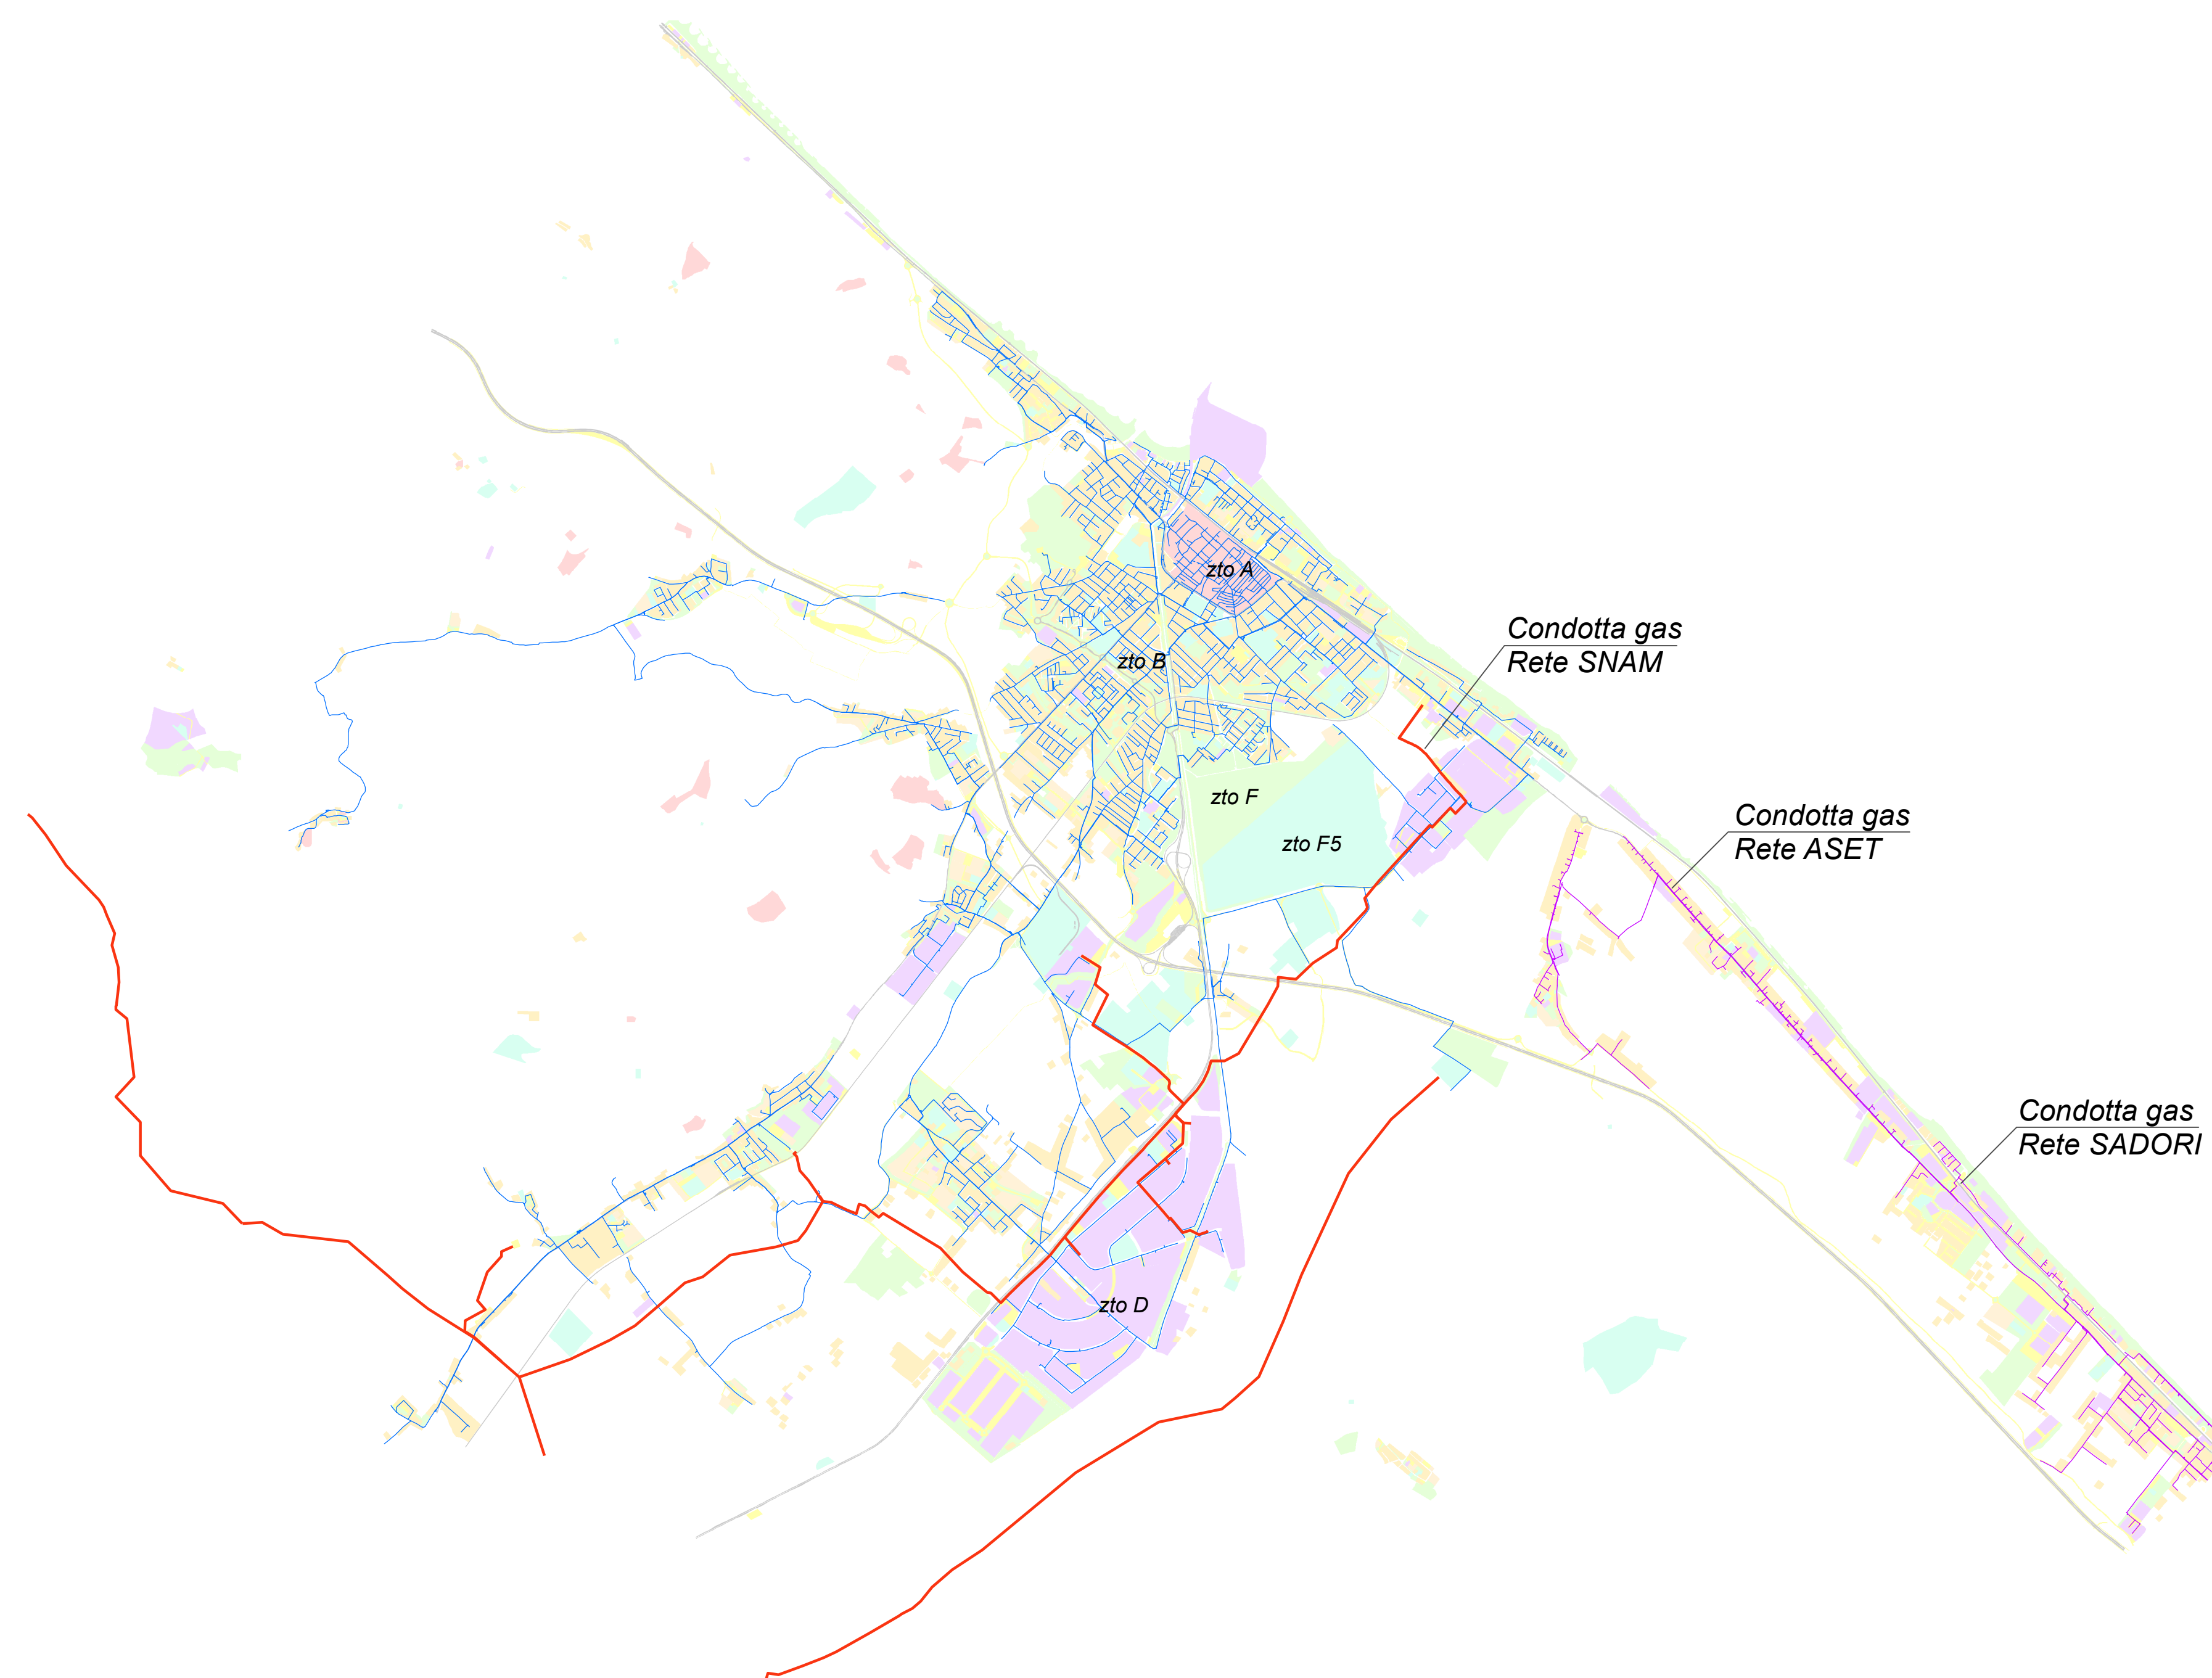 zto A
Condotta gas
Rete SNAM
zto B
zto F
Condotta gas
Rete ASET
zto F5
Condotta gas
Rete SADORI
zto D